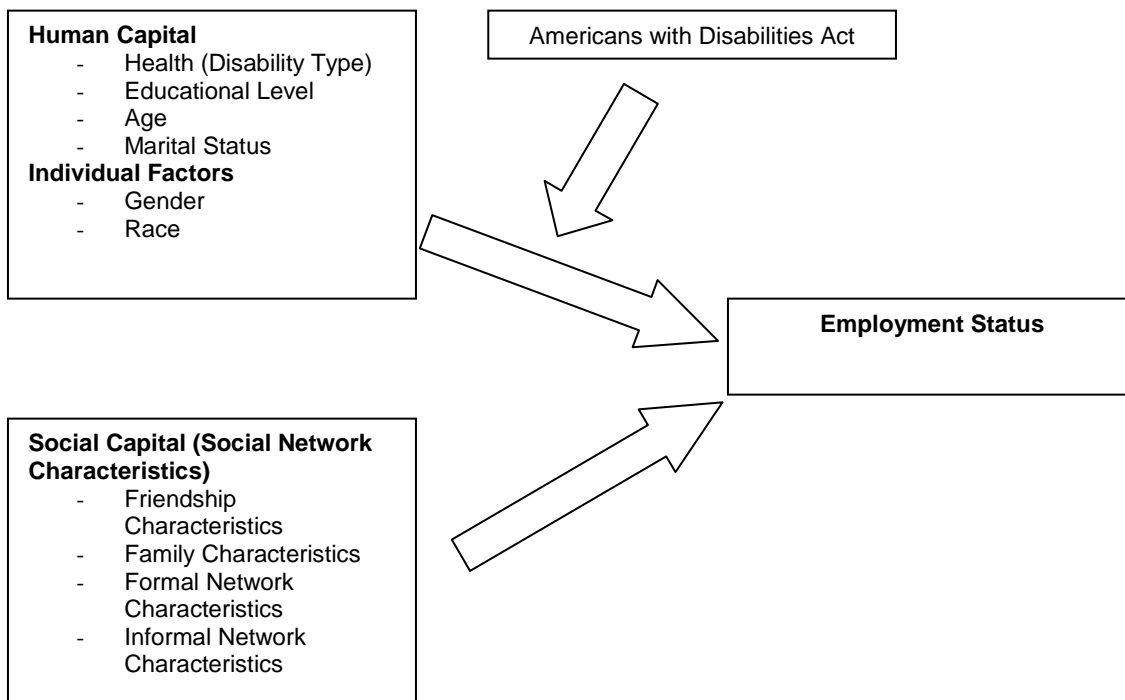 Human Capital
- Health (Disability Type)
- Educational Level
- Age
- Marital Status
Individual Factors
- Gender
- Race
Americans with Disabilities Act
Employment Status
Social Capital (Social Network
Characteristics)
- Friendship
Characteristics
- Family Characteristics
- Formal Network
Characteristics
- Informal Network
Characteristics